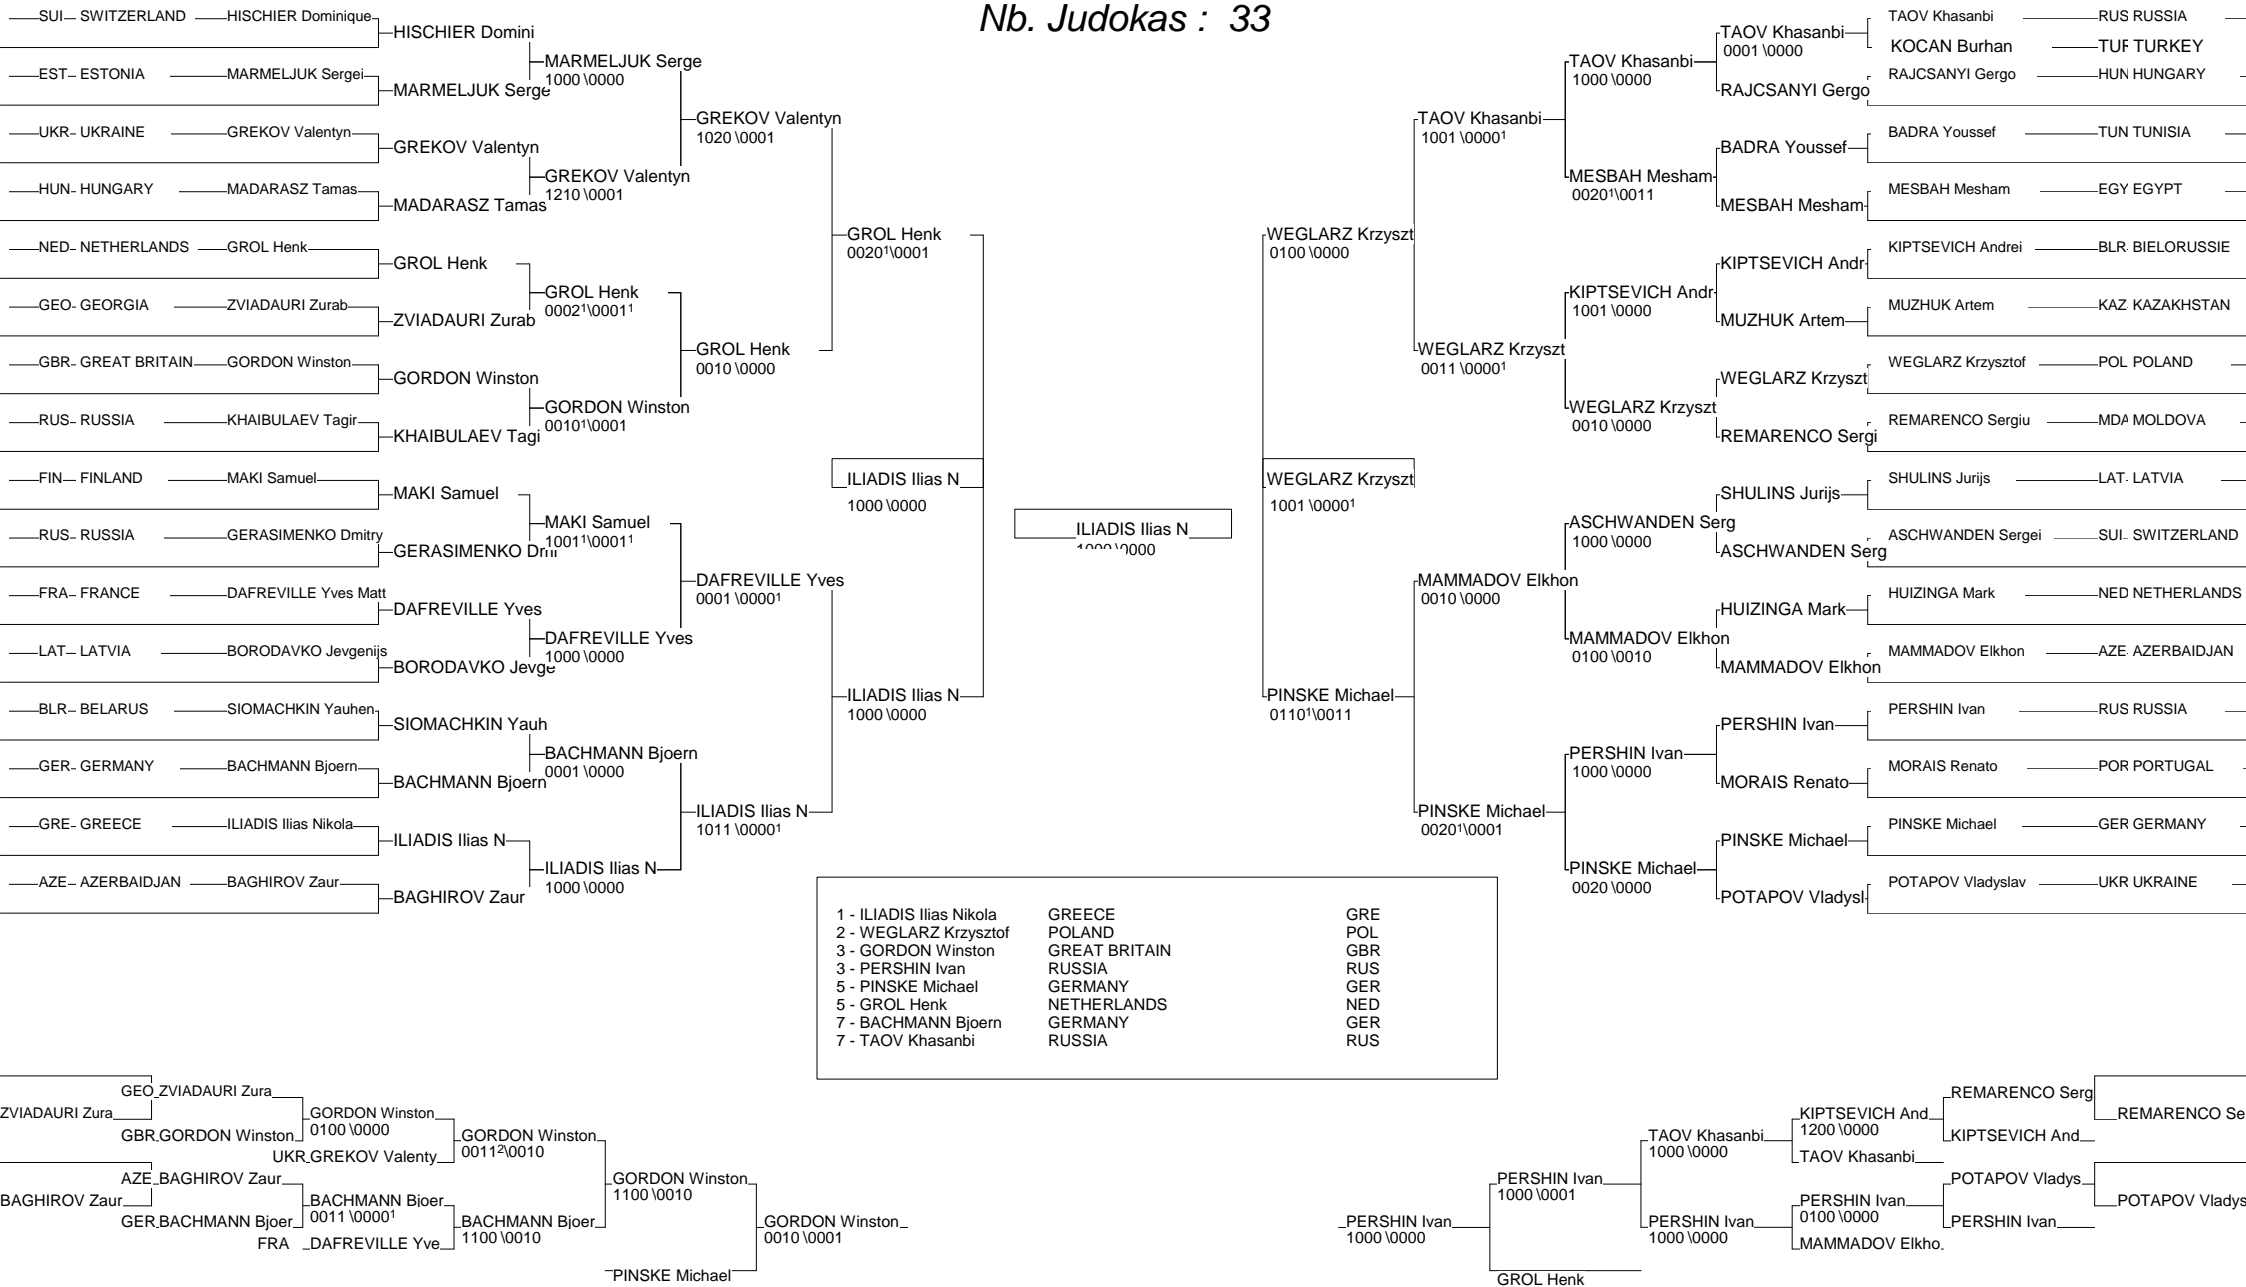 Nb. Judokas : 33
SUI SWITZERLAND HISCHIER Dominique
EST ESTONIA MARMELJUK Sergei
UKR UKRAINE GREKOV Valentyn
HUN HUNGARY MADARASZ Tamas
NED NETHERLANDS GROL Henk
GEO GEORGIA ZVIADAURI Zurab
GBR GREAT BRITAIN GORDON Winston
RUS RUSSIA KHAIBULAEV Tagir
FIN FINLAND MAKI Samuel
RUS RUSSIA GERASIMENKO Dmitry
FRA FRANCE DAFREVILLE Yves Matt
LAT LATVIA BORODAVKO Jevgenijs
BLR BELARUS SIOMACHKIN Yauhen
GER GERMANY BACHMANN Bjoern
GRE GREECE ILIADIS Ilias Nikola
AZE AZERBAIDJAN BAGHIROV Zaur
HISCHIER Domini
MARMELJUK Serge
GREKOV Valentyn
MADARASZ Tamas
GROL Henk
ZVIADAURI Zurab
GORDON Winston
KHAIBULAEV Tagi
MAKI Samuel
GERASIMENKO Dmi
DAFREVILLE Yves
BORODAVKO Jevge
SIOMACHKIN Yauh
BACHMANN Bjoern
ILIADIS Ilias N
BAGHIROV Zaur
MARMELJUK Serge
1000 \0000
GREKOV Valentyn
1210 \0001
GROL Henk
0002¹\0001¹
GORDON Winston
0010¹\0001
MAKI Samuel
1001¹\0001¹
DAFREVILLE Yves
1000 \0000
BACHMANN Bjoern
0001 \0000
ILIADIS Ilias N
1000 \0000
GREKOV Valentyn
1020 \0001
GROL Henk
0010 \0000
DAFREVILLE Yves
0001 \0000¹
ILIADIS Ilias N
1011 \0000¹
GROL Henk
0020¹\0001
ILIADIS Ilias N
1000 \0000
ILIADIS Ilias N
1000 \0000
ILIADIS Ilias N
1000 \0000
WEGLARZ Krzyszt
0100 \0000
WEGLARZ Krzyszt
1001 \0000¹
PINSKE Michael
0110¹\0011
TAOV Khasanbi
1001 \0000¹
WEGLARZ Krzyszt
0011 \0000¹
MAMMADOV Elkhon
0010 \0000
PINSKE Michael
0020¹\0001
TAOV Khasanbi
1000 \0000
MESBAH Mesham
0020¹\0011
KIPTSEVICH Andr
1001 \0000
WEGLARZ Krzyszt
0010 \0000
ASCHWANDEN Serg
1000 \0000
MAMMADOV Elkhon
0100 \0010
PERSHIN Ivan
1000 \0000
PINSKE Michael
0020 \0000
TAOV Khasanbi
0001 \0000
RAJCSANYI Gergo
BADRA Youssef
MESBAH Mesham
KIPTSEVICH Andr
MUZHUK Artem
WEGLARZ Krzyszt
REMARENCO Sergi
SHULINS Jurijs
ASCHWANDEN Serg
HUIZINGA Mark
MAMMADOV Elkhon
PERSHIN Ivan
MORAIS Renato
PINSKE Michael
POTAPOV Vladysl
TAOV Khasanbi RUS RUSSIA
KOCAN Burhan TUF TURKEY
RAJCSANYI Gergo HUN HUNGARY
BADRA Youssef TUN TUNISIA
MESBAH Mesham EGY EGYPT
KIPTSEVICH Andrei BLR BIELORUSSIE
MUZHUK Artem KAZ KAZAKHSTAN
WEGLARZ Krzysztof POL POLAND
REMARENCO Sergiu MDA MOLDOVA
SHULINS Jurijs LAT LATVIA
ASCHWANDEN Sergei SUI SWITZERLAND
HUIZINGA Mark NED NETHERLANDS
MAMMADOV Elkhon AZE AZERBAIDJAN
PERSHIN Ivan RUS RUSSIA
MORAIS Renato POR PORTUGAL
PINSKE Michael GER GERMANY
POTAPOV Vladyslav UKR UKRAINE
1 - ILIADIS Ilias Nikola GREECE GRE
2 - WEGLARZ Krzysztof POLAND POL
3 - GORDON Winston GREAT BRITAIN GBR
3 - PERSHIN Ivan RUSSIA RUS
5 - PINSKE Michael GERMANY GER
5 - GROL Henk NETHERLANDS NED
7 - BACHMANN Bjoern GERMANY GER
7 - TAOV Khasanbi RUSSIA RUS
ZVIADAURI Zura
BAGHIROV Zaur
GEO ZVIADAURI Zura
GBR GORDON Winston
AZE BAGHIROV Zaur
GER BACHMANN Bjoer
GORDON Winston
0100 \0000
UKR GREKOV Valenty
BACHMANN Bjoer
0011 \0000¹
FRA DAFREVILLE Yve
GORDON Winston
0011²\0010
BACHMANN Bjoer
1100 \0010
GORDON Winston
1100 \0010
PINSKE Michael
GORDON Winston
0010 \0001
PERSHIN Ivan
1000 \0000
PERSHIN Ivan
1000 \0001
GROL Henk
TAOV Khasanbi
1000 \0000
PERSHIN Ivan
1000 \0000
KIPTSEVICH And
1200 \0000
TAOV Khasanbi
PERSHIN Ivan
0100 \0000
MAMMADOV Elkho
REMARENCO Serg
KIPTSEVICH And
POTAPOV Vladys
PERSHIN Ivan
REMARENCO Se
POTAPOV Vladys